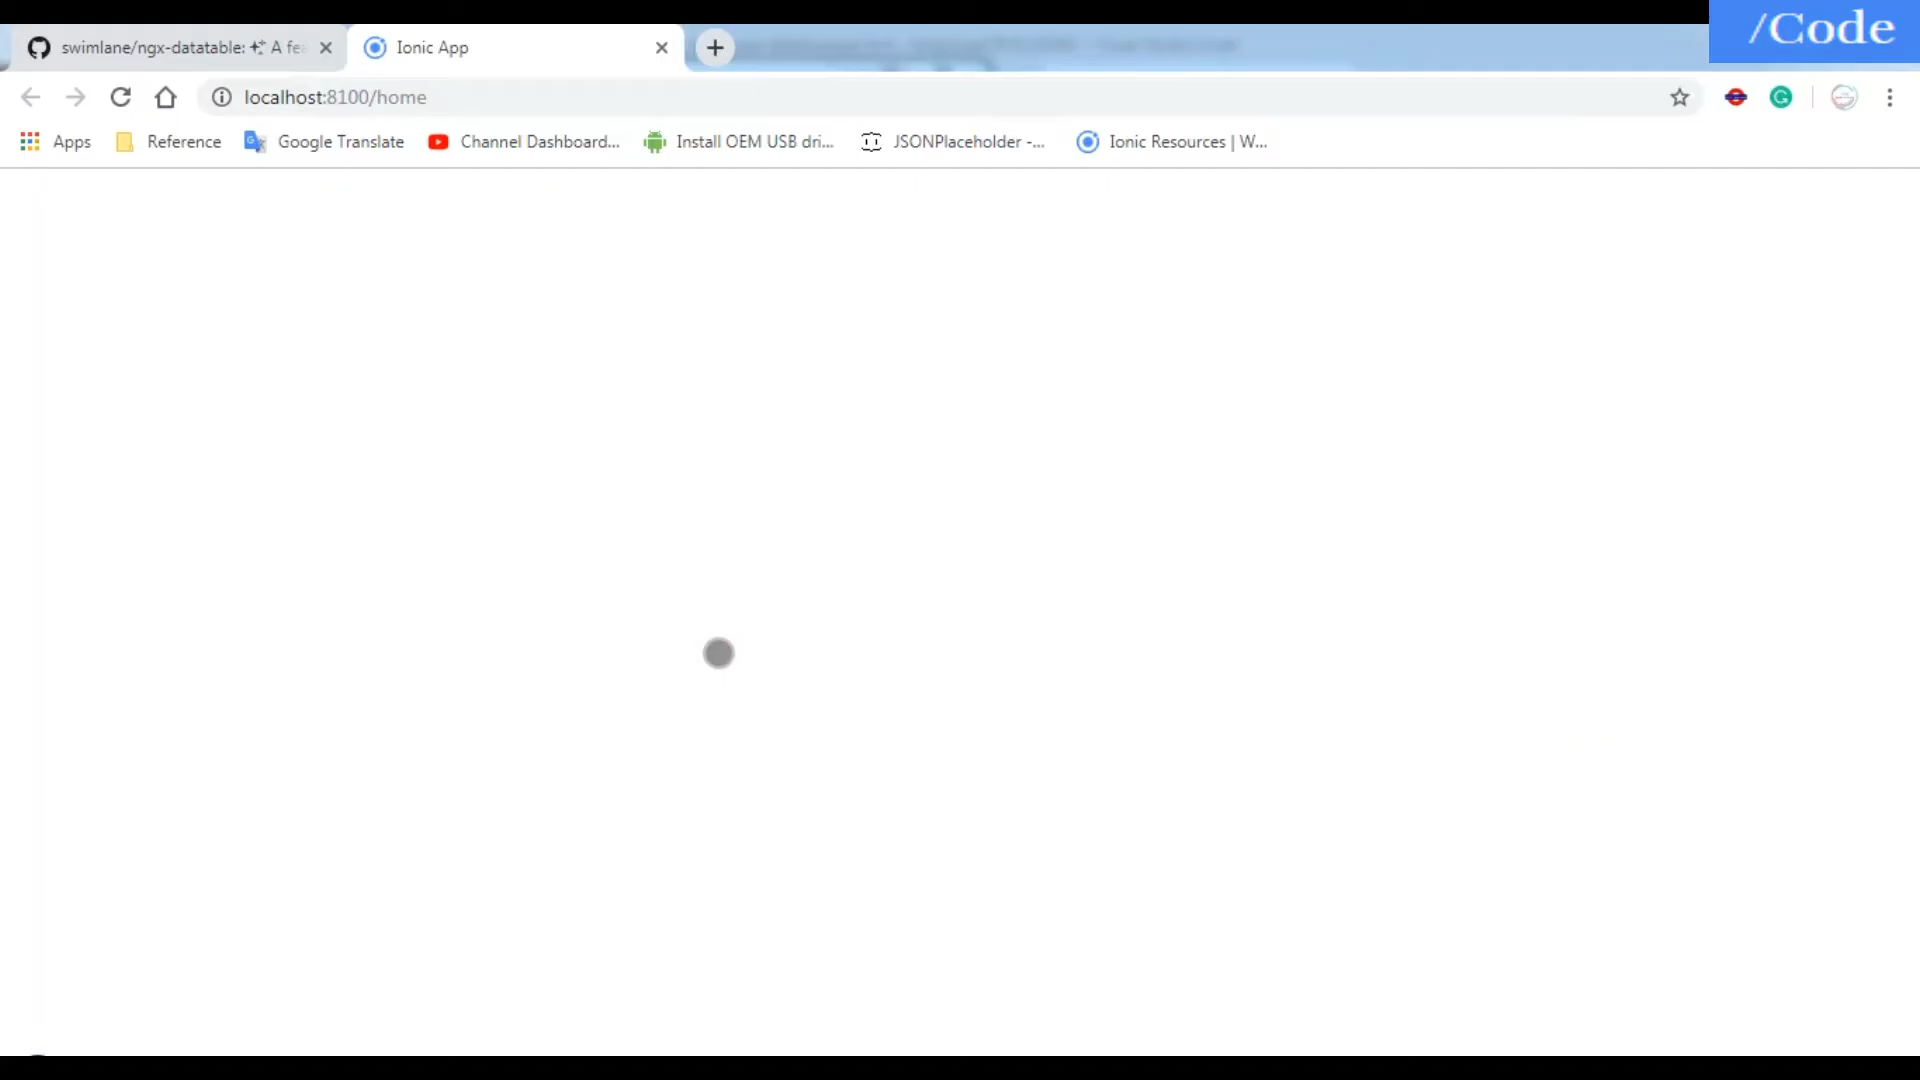 /Code
swimlane/ngx-datatable: ✨ A fea
Ionic App
localhost:8100/home
Apps
Reference
Google Translate
Channel Dashboard...
Install OEM USB dri...
JSONPlaceholder -...
Ionic Resources | W...